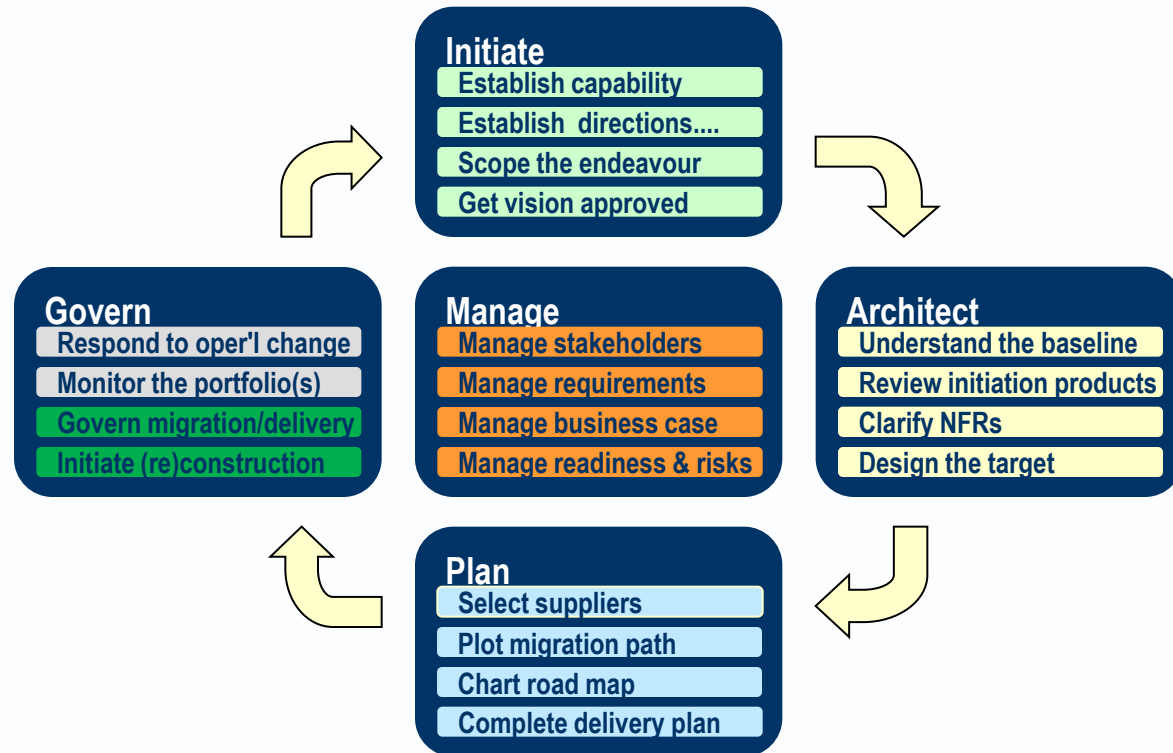 Initiate
Establish capability
Establish directions....
Scope the endeavour
Get vision approved
Govern
Respond to oper'l change
Monitor the portfolio(s)
Govern migration/delivery
Initiate (re)construction
Manage
Manage stakeholders
Manage requirements
Manage business case
Manage readiness & risks
Architect
Understand the baseline
Review initiation products
Clarify NFRs
Design the target
Plan
Select suppliers
Plot migration path
Chart road map
Complete delivery plan